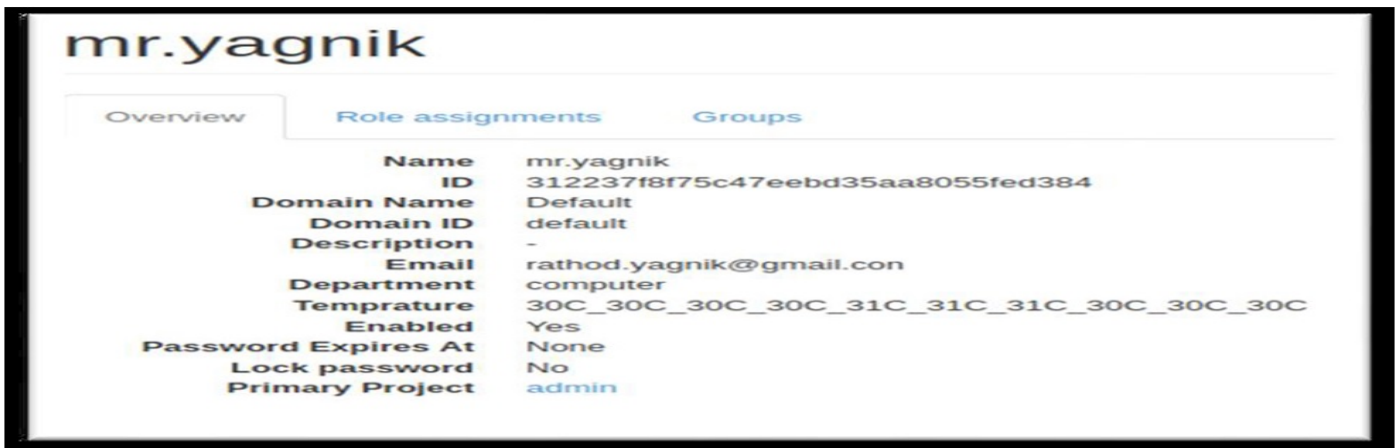 mr.yagnik
Overview Role assignments Groups
Name mr.yagnik
ID 312237f8f75c47eebd35aa8055fed384
Domain Name Default
Domain ID default
Description -
Email rathod.yagnik@gmail.con
Department computer
Temprature 30C_30C_30C_30C_31C_31C_31C_30C_30C_30C
Enabled Yes
Password Expires At None
Lock password No
Primary Project admin